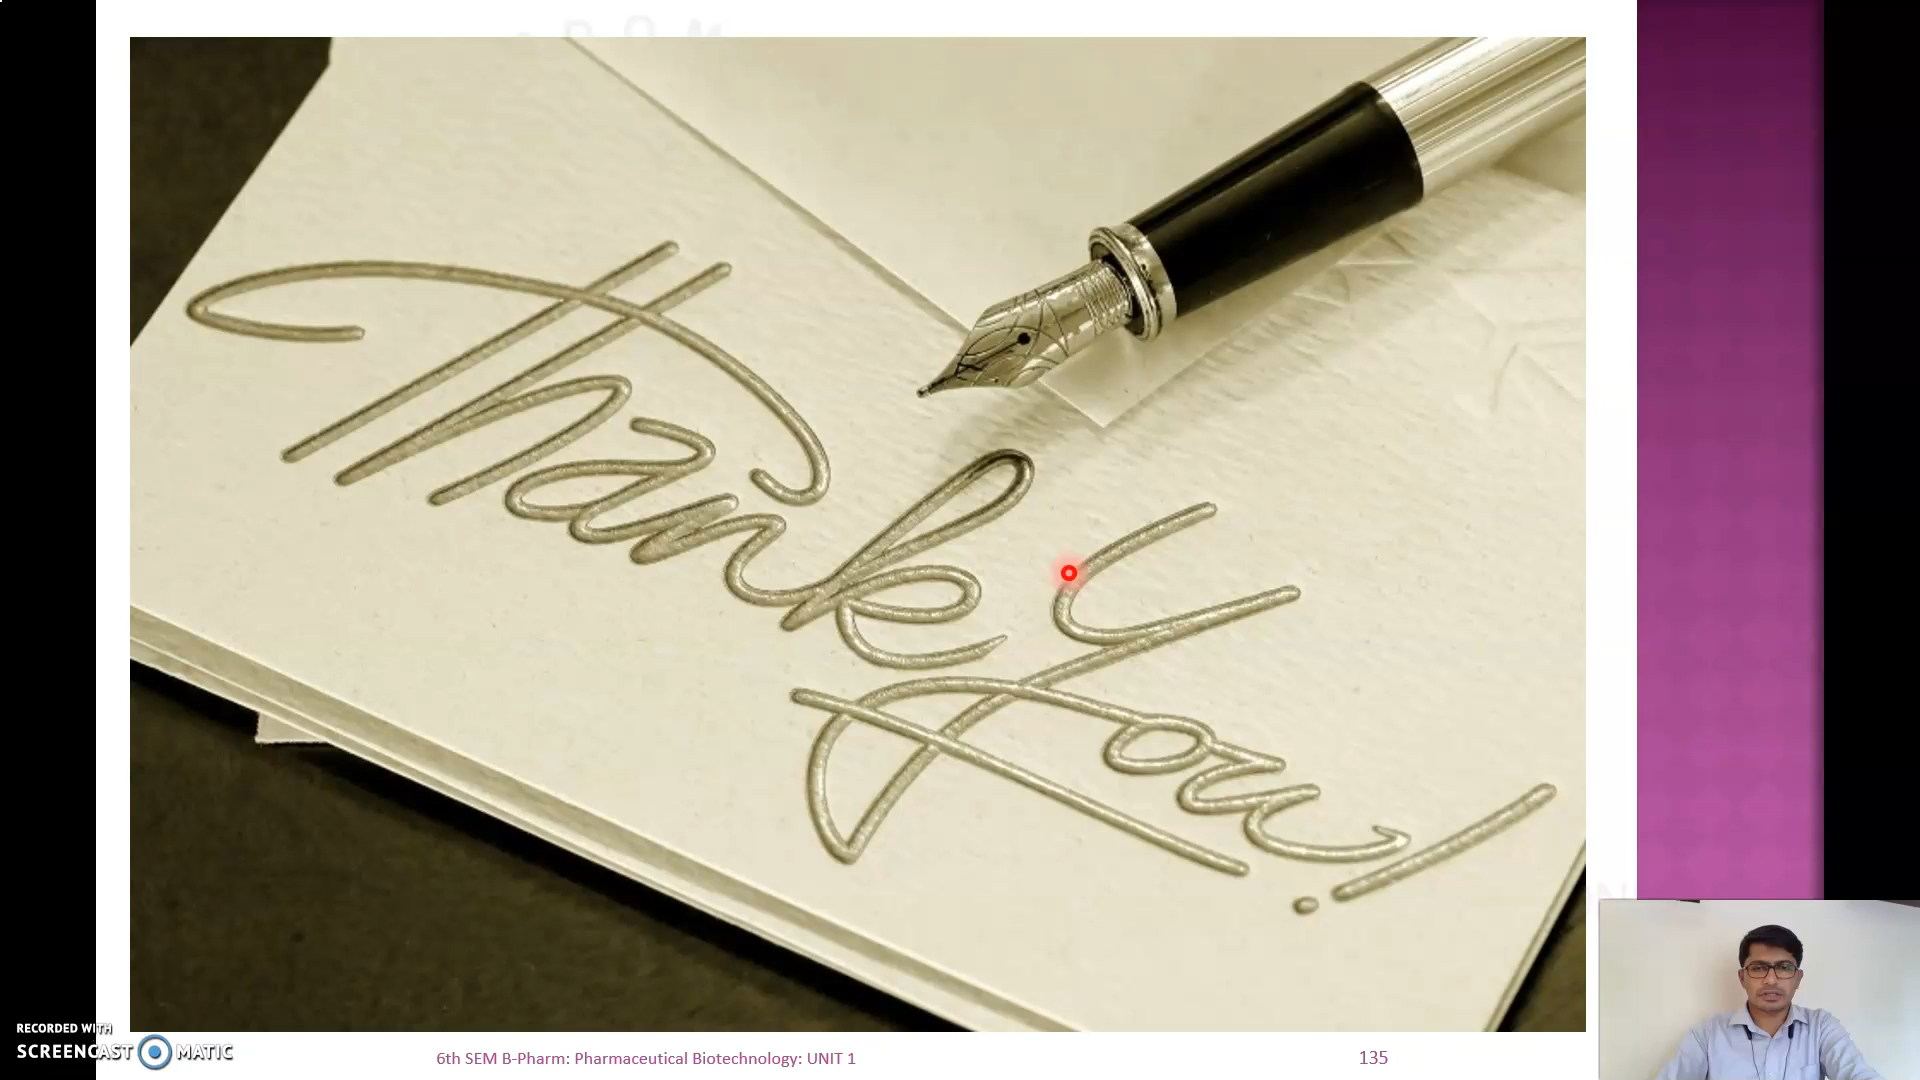 Thank
You!
6th SEM B-Pharm: Pharmaceutical Biotechnology: UNIT 1
135
RECORDED WITH
SCREENCAST MATIC